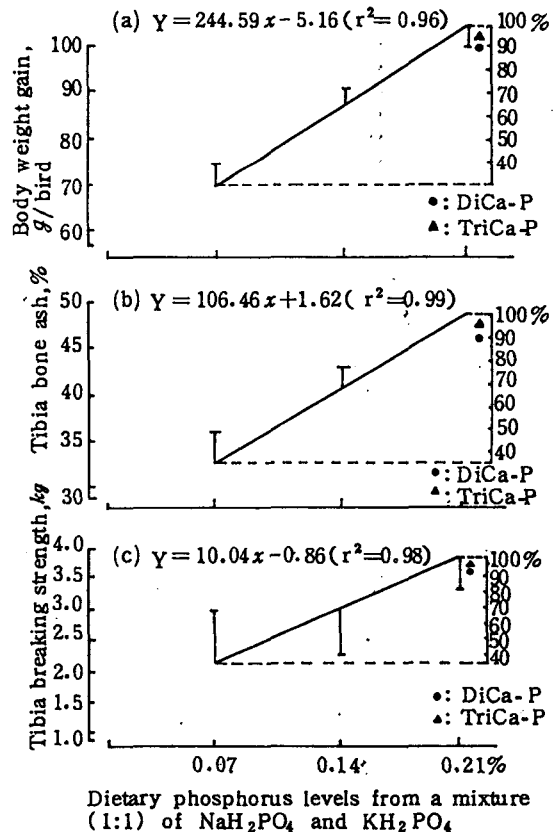 (a) Y=244.59x−5.16 (r²=0.96)
100%
90
80
70
60
50
40
100
90
80
70
60
Body weight gain, g/bird
●: DiCa-P
▲: TriCa-P
(b) Y=106.46x+1.62 ( r²=0.99)
100%
90
80
70
60
50
40
50
45
40
35
30
Tibia bone ash, %
●: DiCa-P
▲: TriCa-P
(c) Y=10.04x−0.86 (r²=0.98)
100%
90
80
70
60
50
40
4.0
3.5
3.0
2.5
2.0
1.5
1.0
Tibia breaking strength, kg
●: DiCa-P
▲: TriCa-P
0.07 0.14 0.21%
Dietary phosphorus levels from a mixture
(1:1) of NaH₂PO₄ and KH₂PO₄